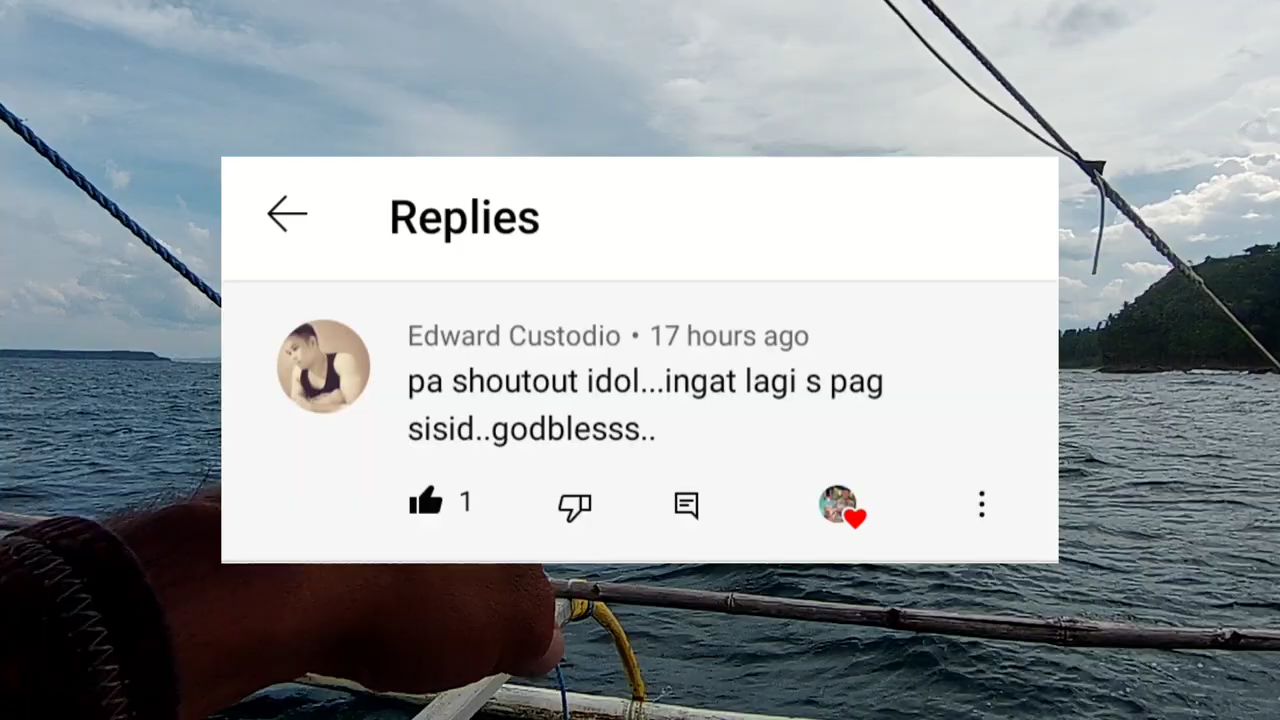 Replies
Edward Custodio • 17 hours ago
pa shoutout idol...ingat lagi s pag
sisid..godblesss..
1